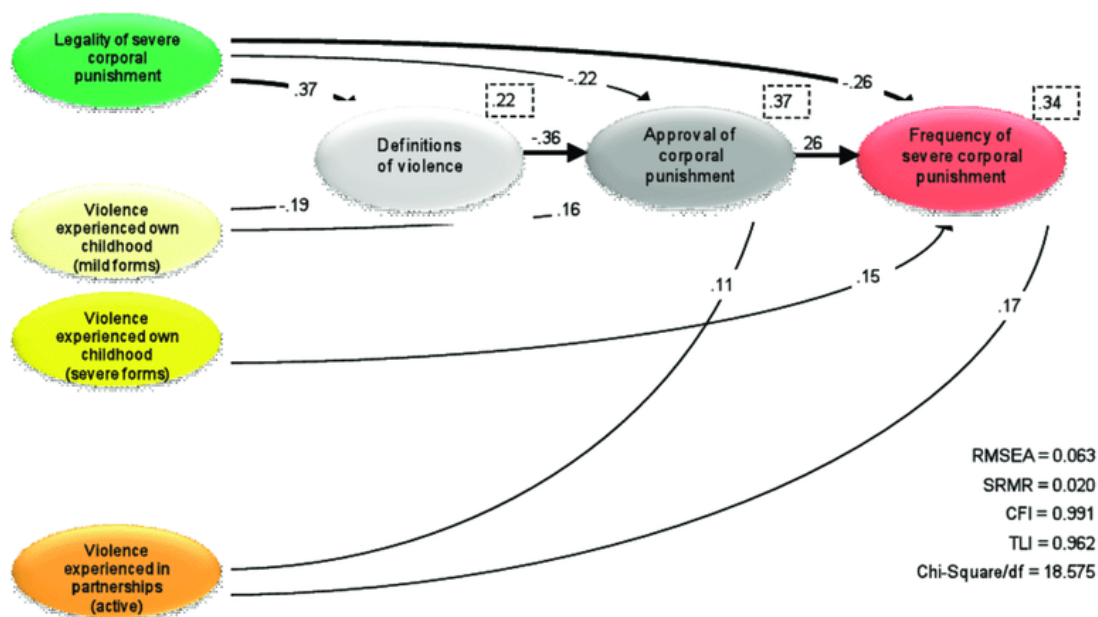 Legality of severe
corporal
punishment
.37
-.22
-.26
.22
.37
.34
Definitions
of violence
-.36
Approval of
corporal
punishment
26
Frequency of
severe corporal
punishment
Violence
experienced own
childhood
(mild forms)
-.19
.16
Violence
experienced own
childhood
(severe forms)
.11
.15
.17
Violence
experienced in
partnerships
(active)
RMSEA = 0.063
SRMR = 0.020
CFI = 0.991
TLI = 0.962
Chi-Square/df = 18.575